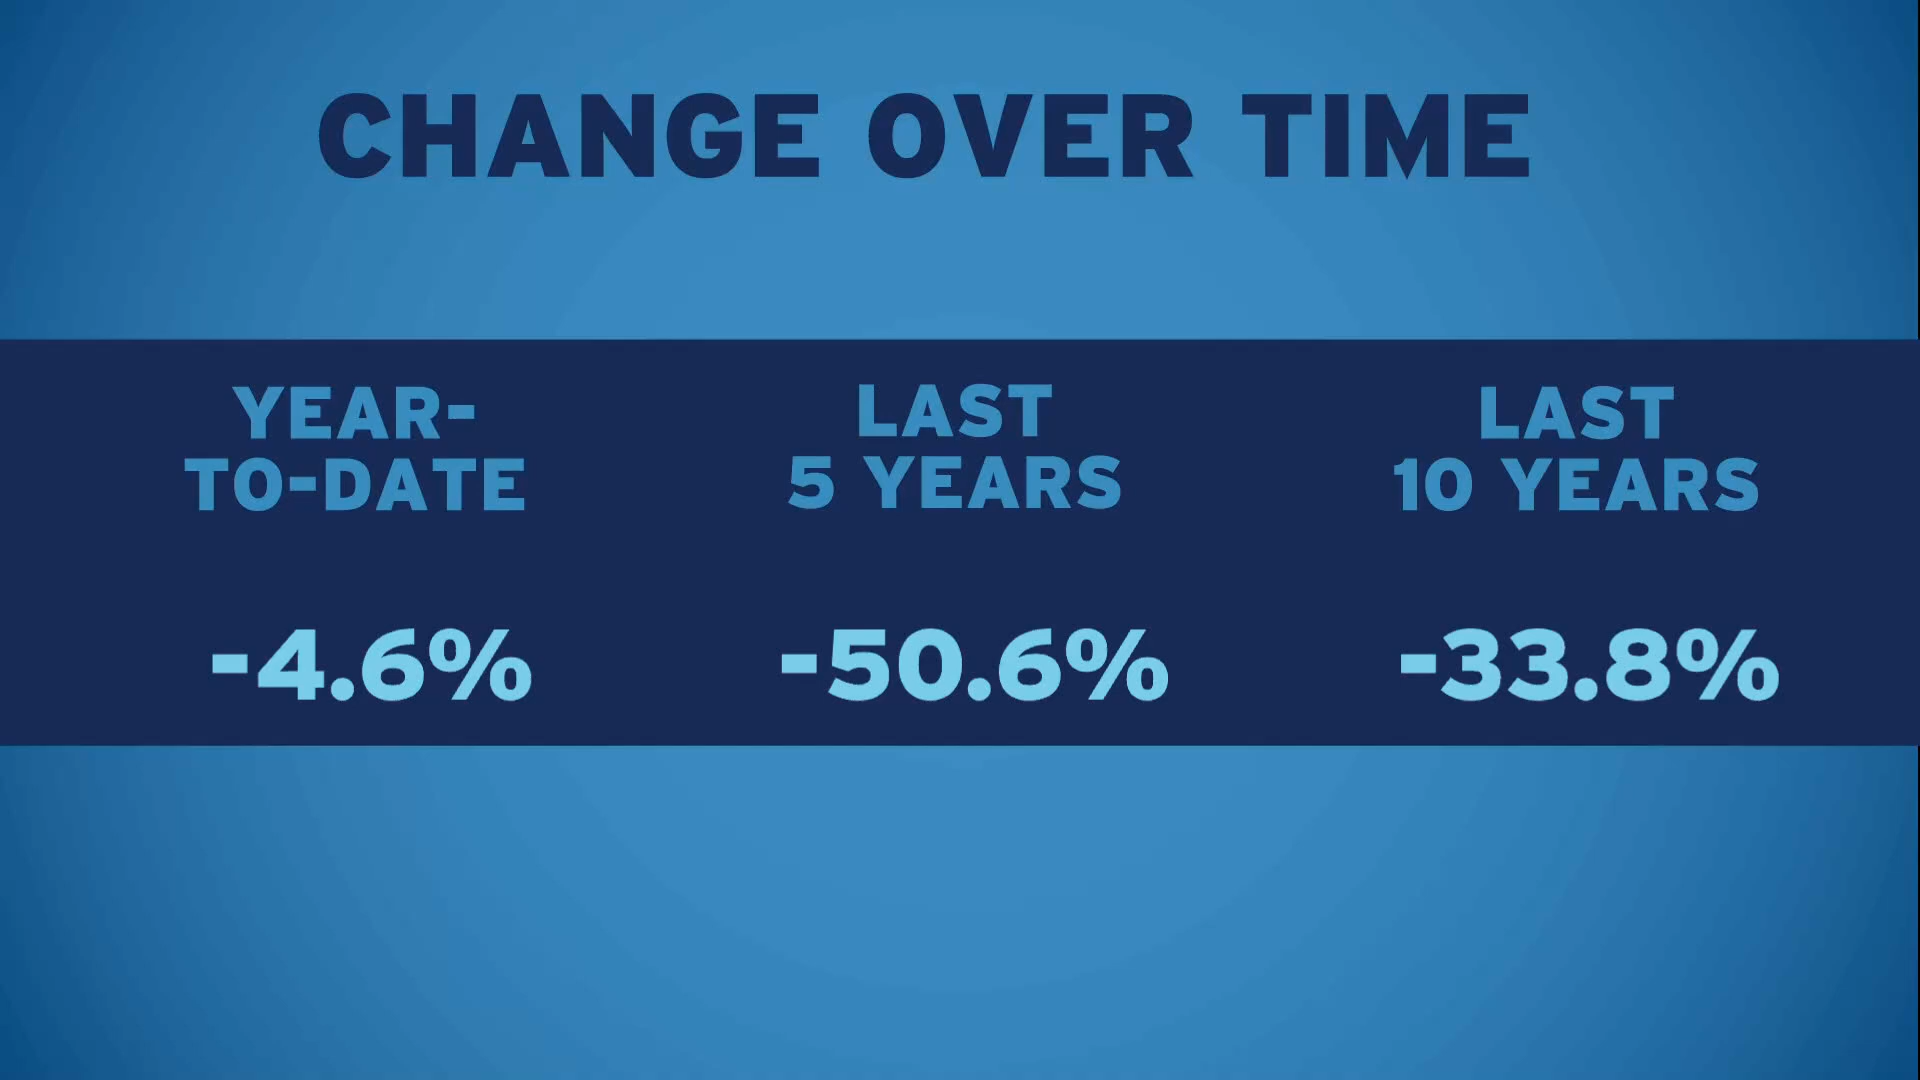 CHANGE OVER TIME
YEAR-
TO-DATE
LAST
5 YEARS
LAST
10 YEARS
-4.6%
-50.6%
-33.8%